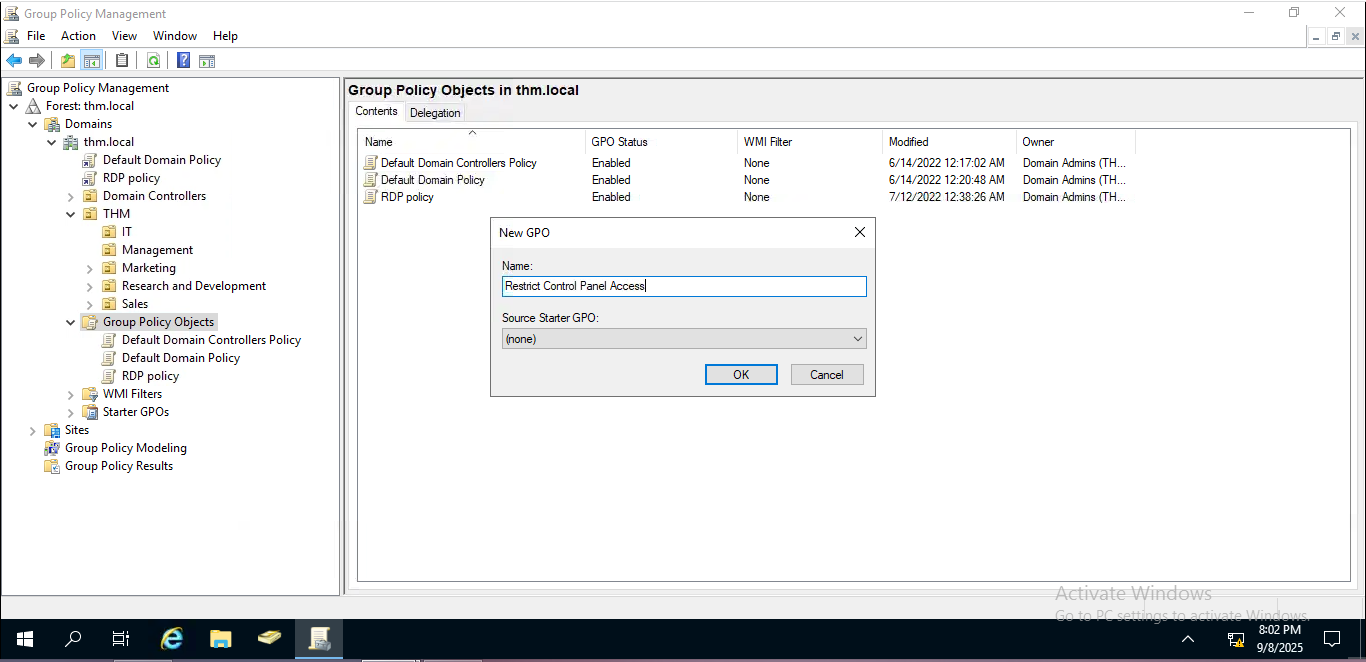 Group Policy Management
File Action View Window Help
Group Policy Management
Forest: thm.local
Domains
thm.local
Default Domain Policy
RDP policy
Domain Controllers
THM
IT
Management
Marketing
Research and Development
Sales
Group Policy Objects
Default Domain Controllers Policy
Default Domain Policy
RDP policy
WMI Filters
Starter GPOs
Sites
Group Policy Modeling
Group Policy Results
Group Policy Objects in thm.local
Contents Delegation
Name GPO Status WMI Filter Modified Owner
Default Domain Controllers Policy Enabled None 6/14/2022 12:17:02 AM Domain Admins (TH...
Default Domain Policy Enabled None 6/14/2022 12:20:48 AM Domain Admins (TH...
RDP policy Enabled None 7/12/2022 12:38:26 AM Domain Admins (TH...
New GPO
Name:
Restrict Control Panel Access
Source Starter GPO:
(none)
OK Cancel
Activate Windows
Go to PC settings to activate Windows.
8:02 PM
9/8/2025